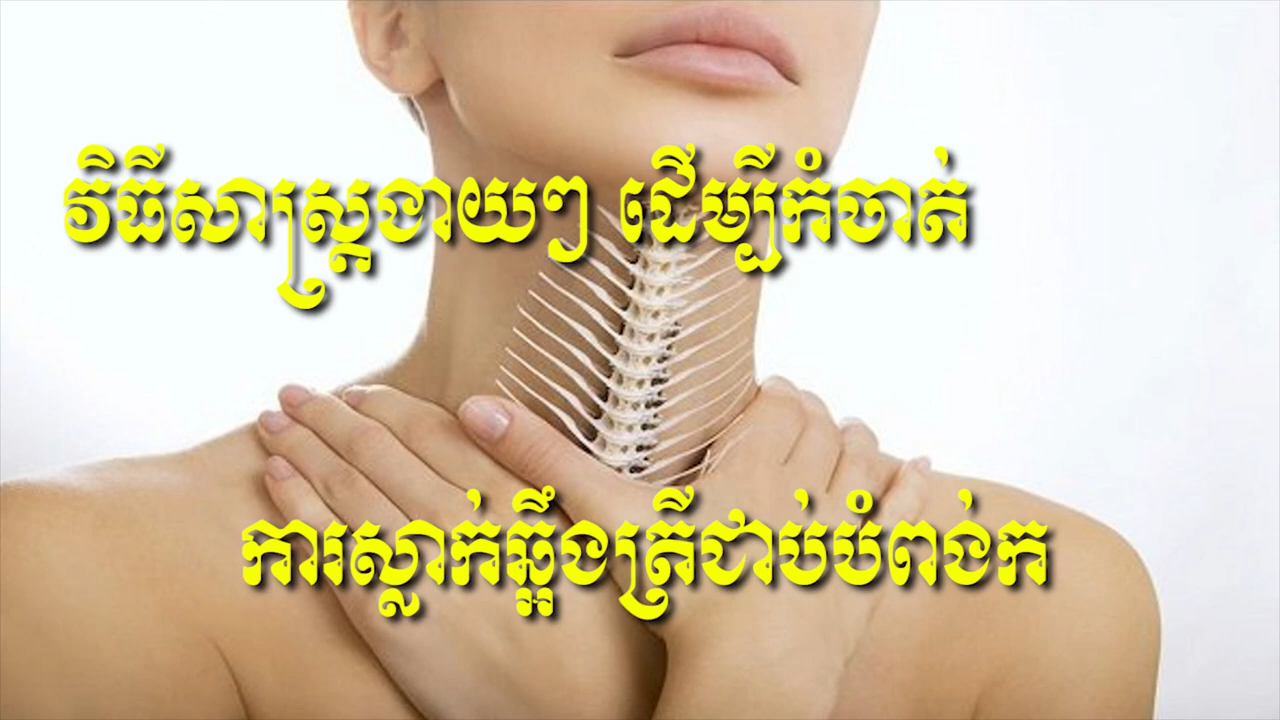 វិធីសាស្ត្រងាយៗ ដើម្បីកំចាត់
ការស្លាក់ឆ្អឹងត្រីជាប់បំពង់ក